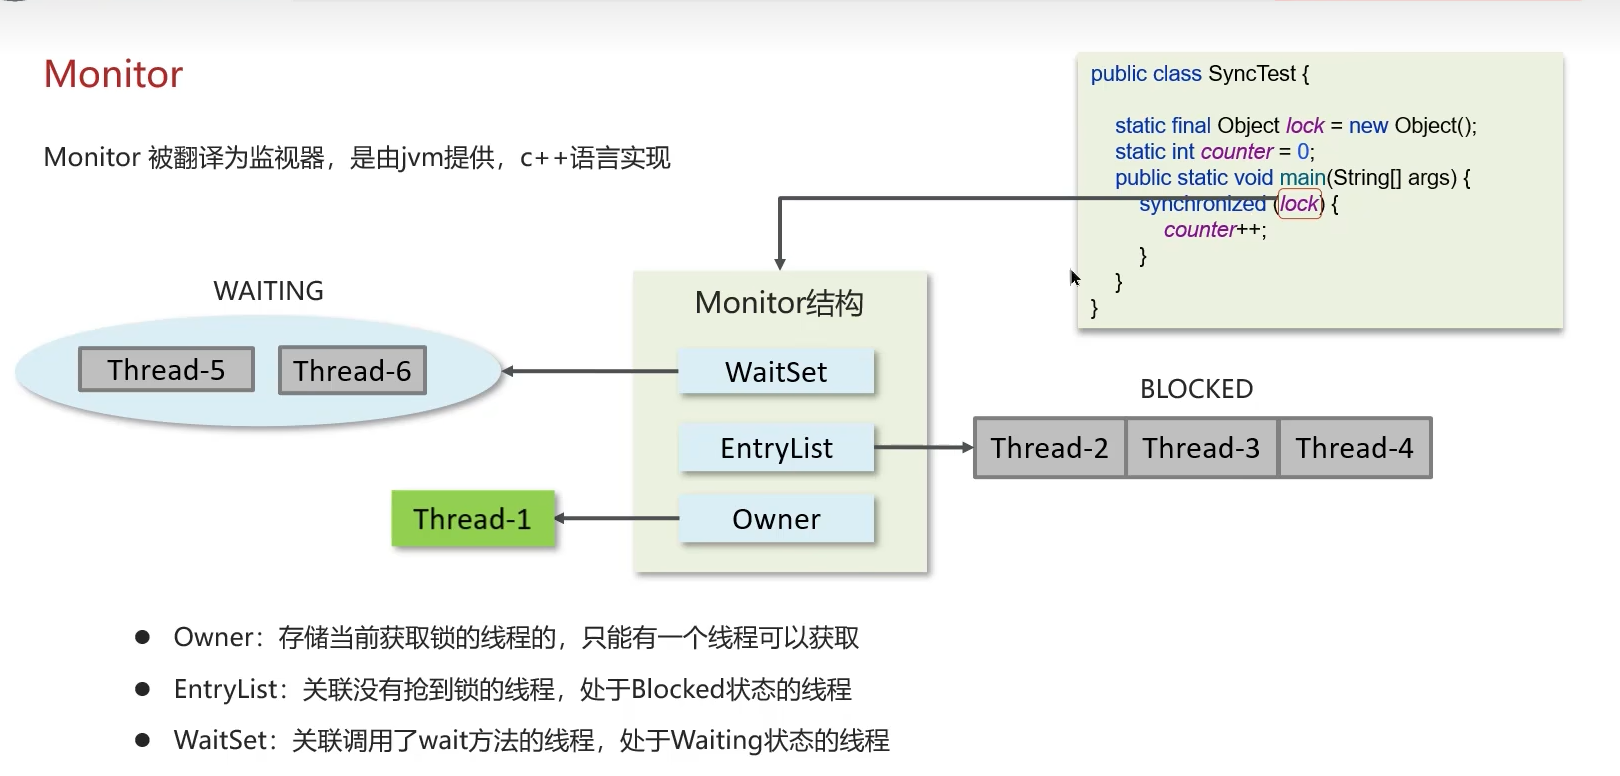 Monitor
Monitor 被翻译为监视器，是由jvm提供，c++语言实现
public class SyncTest {
static final Object lock = new Object();
static int counter = 0;
public static void main(String[] args) {
synchronized (lock) {
counter++;
}
}
}
WAITING
Thread-5 Thread-6
Monitor结构
WaitSet
EntryList
Owner
BLOCKED
Thread-2 Thread-3 Thread-4
Thread-1
● Owner：存储当前获取锁的线程的，只能有一个线程可以获取
● EntryList：关联没有抢到锁的线程，处于Blocked状态的线程
● WaitSet：关联调用了wait方法的线程，处于Waiting状态的线程